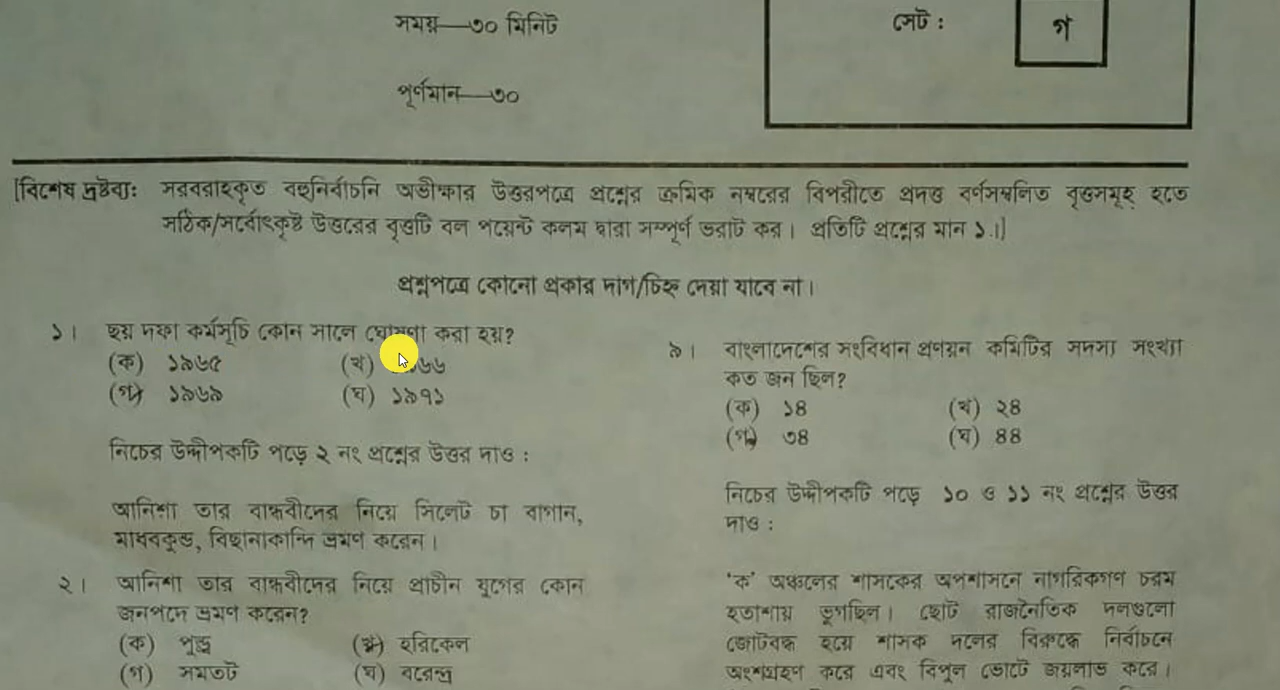 সময়—৩০ মিনিট
সেট :
গ
পূর্ণমান—৩০
[বিশেষ দ্রষ্টব্য: সরবরাহকৃত বহুনির্বাচনি অভীক্ষার উত্তরপত্রে প্রশ্নের ক্রমিক নম্বরের বিপরীতে প্রদত্ত বর্ণসম্বলিত বৃত্তসমূহ হতে
সঠিক/সর্বোৎকৃষ্ট উত্তরের বৃত্তটি বল পয়েন্ট কলম দ্বারা সম্পূর্ণ ভরাট কর। প্রতিটি প্রশ্নের মান ১।]
প্রশ্নপত্রে কোনো প্রকার দাগ/চিহ্ন দেয়া যাবে না।
১। ছয় দফা কর্মসূচি কোন সালে ঘোষণা করা হয়?
(ক) ১৯৬৫ (খ) ১৯৬৬
(গ) ১৯৬৯ (ঘ) ১৯৭১
নিচের উদ্দীপকটি পড়ে ২ নং প্রশ্নের উত্তর দাও :
আনিশা তার বান্ধবীদের নিয়ে সিলেট চা বাগান,
মাধবকুন্ড, বিছানাকান্দি ভ্রমণ করেন।
২। আনিশা তার বান্ধবীদের নিয়ে প্রাচীন যুগের কোন
জনপদে ভ্রমণ করেন?
(ক) পুন্ড্র (খ) হরিকেল
(গ) সমতট (ঘ) বরেন্দ্র
৯। বাংলাদেশের সংবিধান প্রণয়ন কমিটির সদস্য সংখ্যা
কত জন ছিল?
(ক) ১৪ (খ) ২৪
(গ) ৩৪ (ঘ) ৪৪
নিচের উদ্দীপকটি পড়ে ১০ ও ১১ নং প্রশ্নের উত্তর
দাও :
'ক' অঞ্চলের শাসকের অপশাসনে নাগরিকগণ চরম
হতাশায় ভুগছিল। ছোট রাজনৈতিক দলগুলো
জোটবদ্ধ হয়ে শাসক দলের বিরুদ্ধে নির্বাচনে
অংশগ্রহণ করে এবং বিপুল ভোটে জয়লাভ করে।